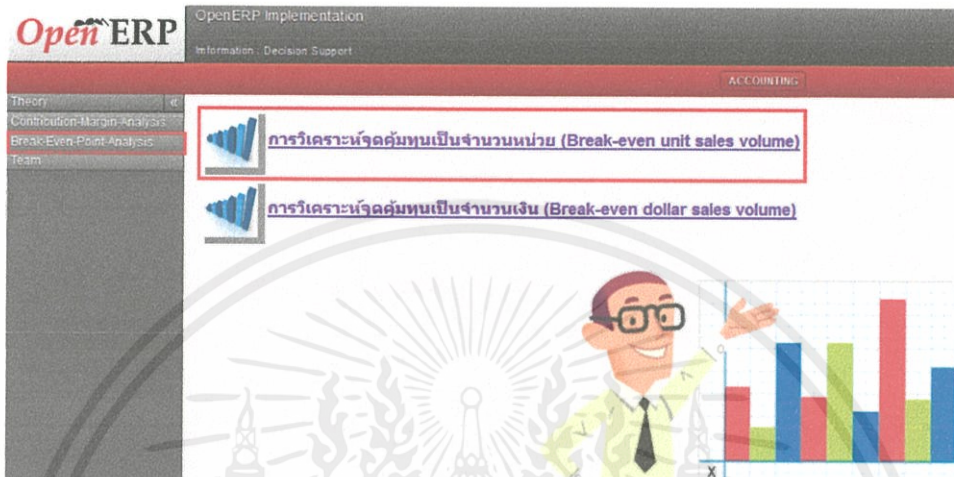 Open ERP
OpenERP Implementation
Information : Decision Support
ACCOUNTING
Theory «
Contribution-Margin-Analysis
Break-Even-Point-Analysis
Team
การวิเคราะห์จุดคุ้มทุนเป็นจำนวนหน่วย (Break-even unit sales volume)
การวิเคราะห์จุดคุ้มทุนเป็นจำนวนเงิน (Break-even dollar sales volume)
X